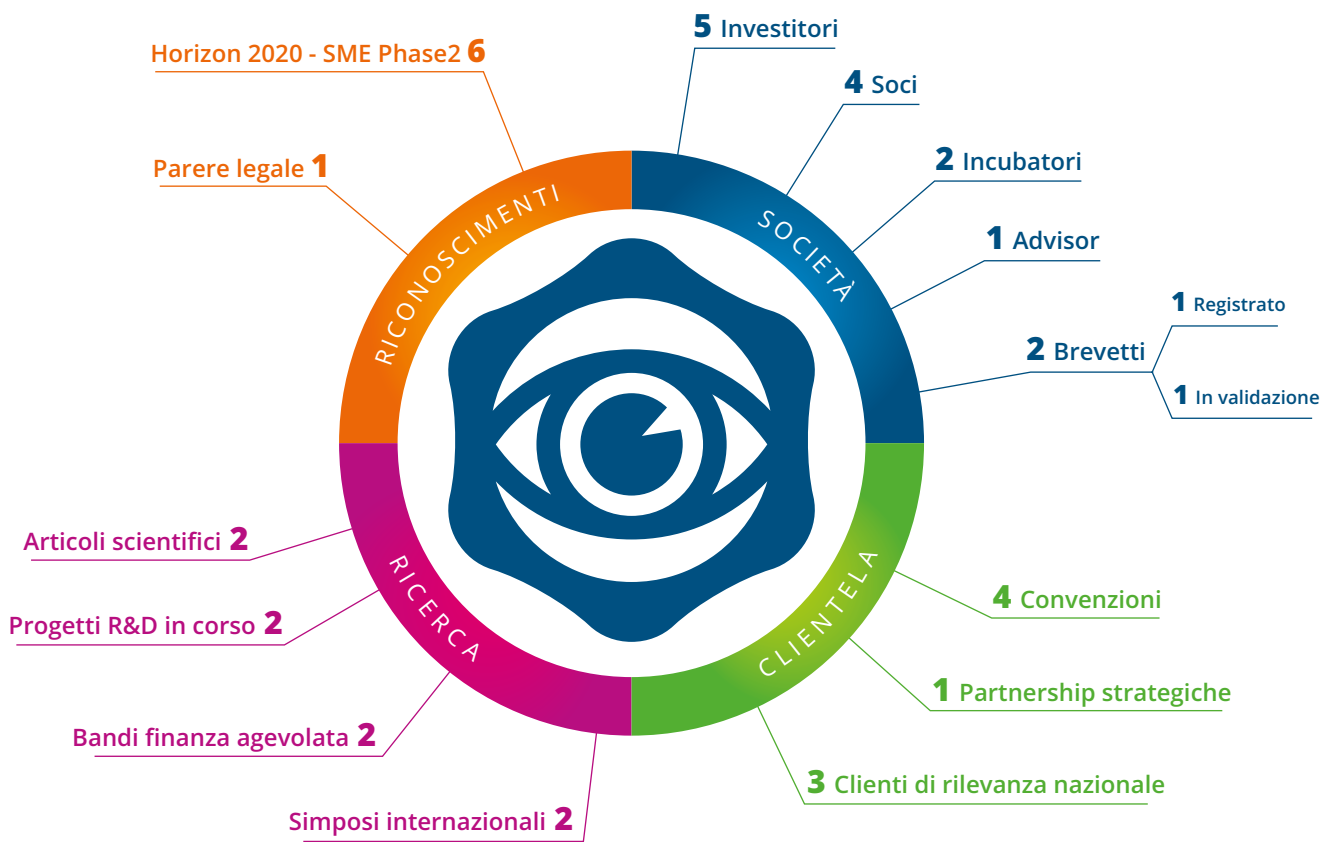 Horizon 2020 - SME Phase2 6
Parere legale 1
RICONOSCIMENTI
5 Investitori
4 Soci
2 Incubatori
1 Advisor
2 Brevetti
1 Registrato
1 In validazione
SOCIETÀ
Articoli scientifici 2
Progetti R&D in corso 2
Bandi finanza agevolata 2
Simposi internazionali 2
RICERCA
4 Convenzioni
1 Partnership strategiche
3 Clienti di rilevanza nazionale
CLIENTELA